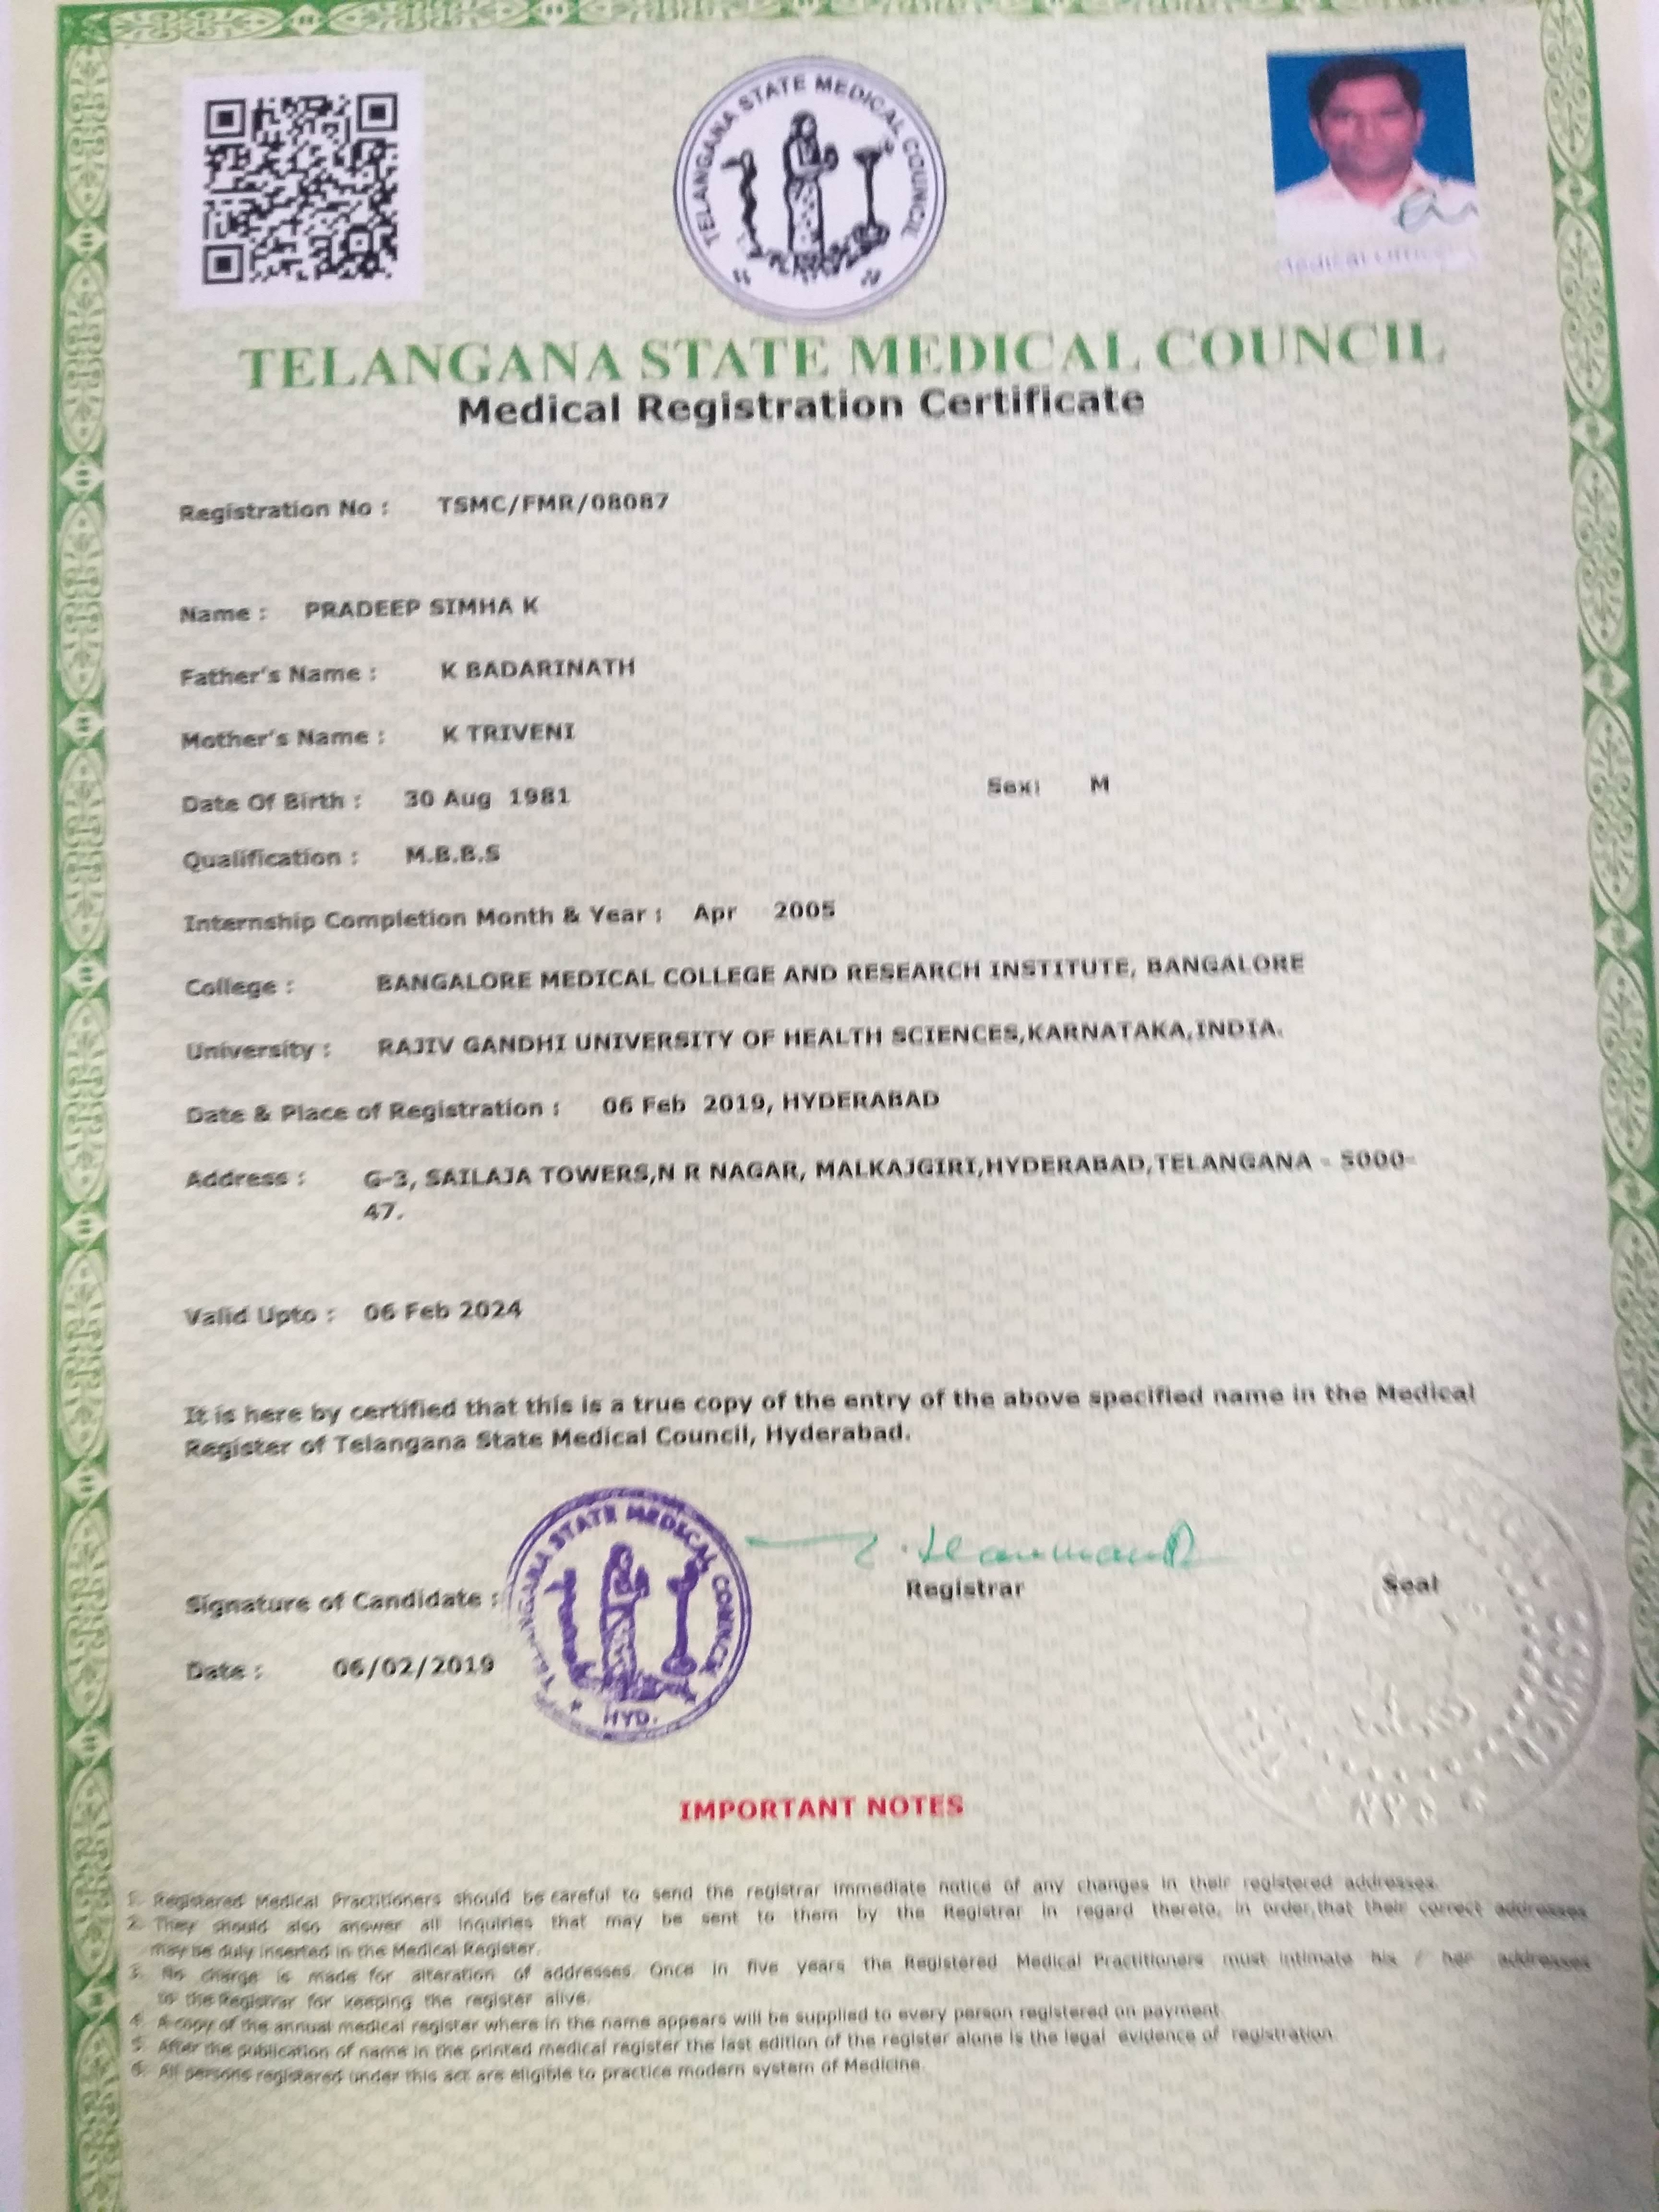 TELANGANA STATE MEDICAL COUNCIL
TELANGANA STATE MEDICAL COUNCIL
Medical Registration Certificate
Registration No : TSMC/FMR/08087
Name : PRADEEP SIMHA K
Father's Name : K BADARINATH
Mother's Name : K TRIVENI
Date Of Birth : 30 Aug 1981 Sex: M
Qualification : M.B.B.S
Internship Completion Month & Year : Apr 2005
College : BANGALORE MEDICAL COLLEGE AND RESEARCH INSTITUTE, BANGALORE
University : RAJIV GANDHI UNIVERSITY OF HEALTH SCIENCES,KARNATAKA,INDIA.
Date & Place of Registration : 06 Feb 2019, HYDERABAD
Address : G-3, SAILAJA TOWERS,N R NAGAR, MALKAJGIRI,HYDERABAD,TELANGANA - 5000-
47.
Valid Upto : 06 Feb 2024
It is here by certified that this is a true copy of the entry of the above specified name in the Medical
Register of Telangana State Medical Council, Hyderabad.
TELANGANA STATE MEDICAL COUNCIL
HYD.
Signature of Candidate :
Registrar
Seal
Date : 06/02/2019
IMPORTANT NOTES
1. Registered Medical Practitioners should be careful to send the registrar immediate notice of any changes in their registered addresses.
2. They should also answer all inquiries that may be sent to them by the Registrar in regard thereto, in order,that their correct addresses
may be duly inserted in the Medical Register.
3. No charge is made for alteration of addresses. Once in five years the Registered Medical Practitioners must intimate his / her addresses
to the Registrar for keeping the register alive.
4. A copy of the annual medical register where in the name appears will be supplied to every person registered on payment.
5. After the publication of name in the printed medical register the last edition of the register alone is the legal evidence of registration.
6. All persons registered under this act are eligible to practice modern system of Medicine.